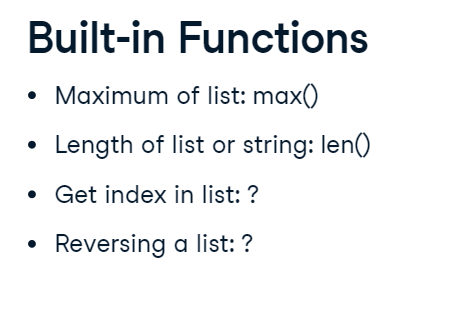 Built-in Functions
• Maximum of list: max()
• Length of list or string: len()
• Get index in list: ?
• Reversing a list: ?